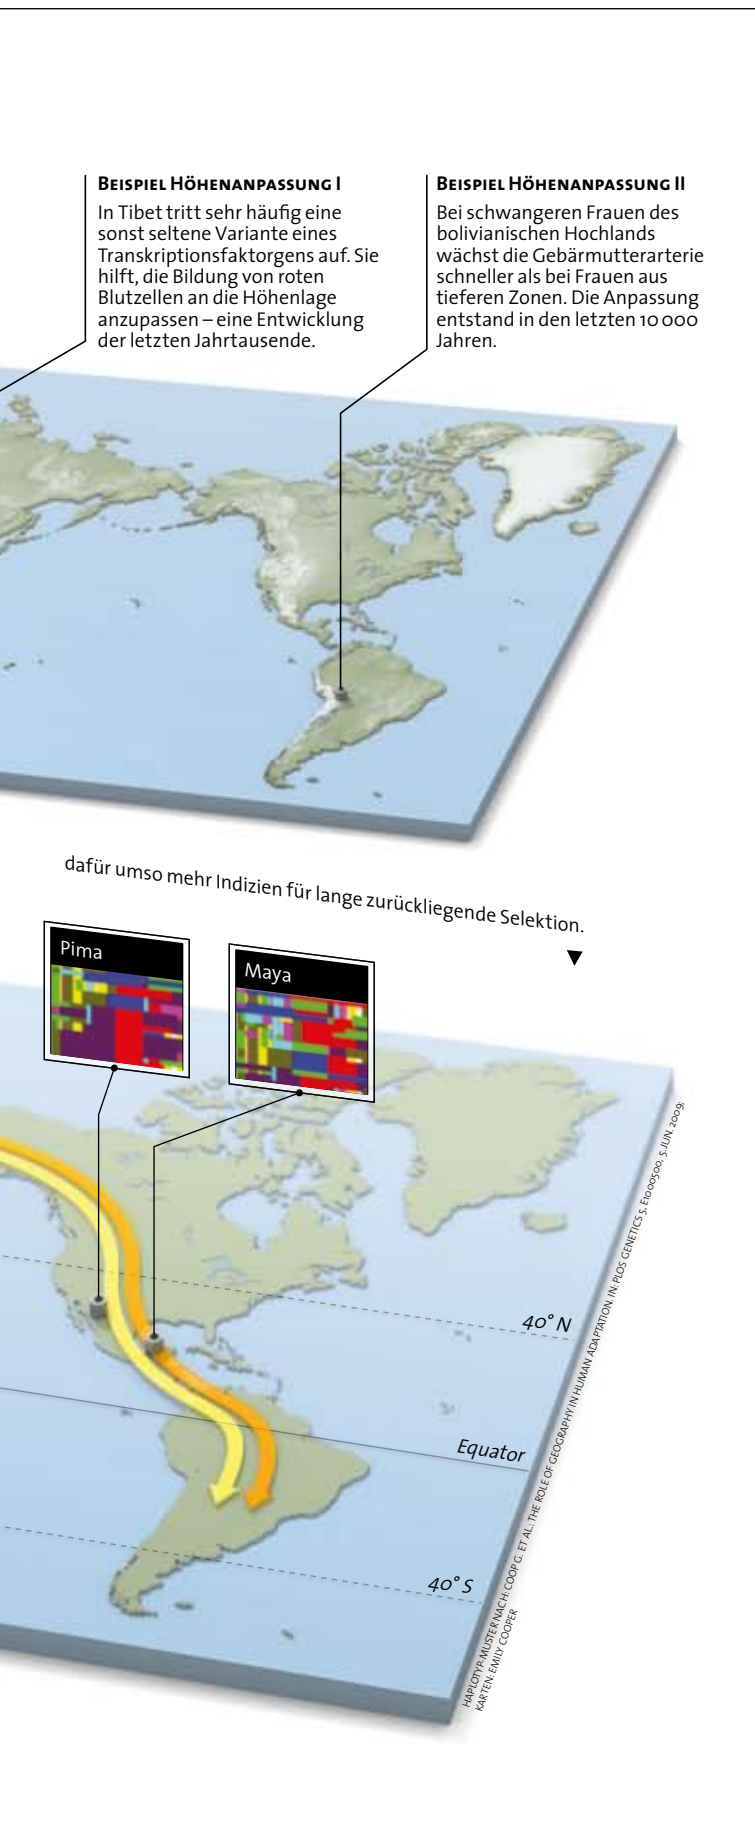 BEISPIEL HÖHENANPASSUNG I
In Tibet tritt sehr häufig eine
sonst seltene Variante eines
Transkriptionsfaktorgens auf. Sie
hilft, die Bildung von roten
Blutzellen an die Höhenlage
anzupassen – eine Entwicklung
der letzten Jahrtausende.
BEISPIEL HÖHENANPASSUNG II
Bei schwangeren Frauen des
bolivianischen Hochlands
wächst die Gebärmutterarterie
schneller als bei Frauen aus
tieferen Zonen. Die Anpassung
entstand in den letzten 10 000
Jahren.
dafür umso mehr Indizien für lange zurückliegende Selektion.
Pima
Maya
40° N
Equator
40° S
HAPLOTYP-MUSTER NACH: COOP G. ET AL.: THE ROLE OF GEOGRAPHY IN HUMAN ADAPTATION. IN: PLOS GENETICS 5, E1000500, 5. JUN. 2009;
KARTEN: EMILY COOPER